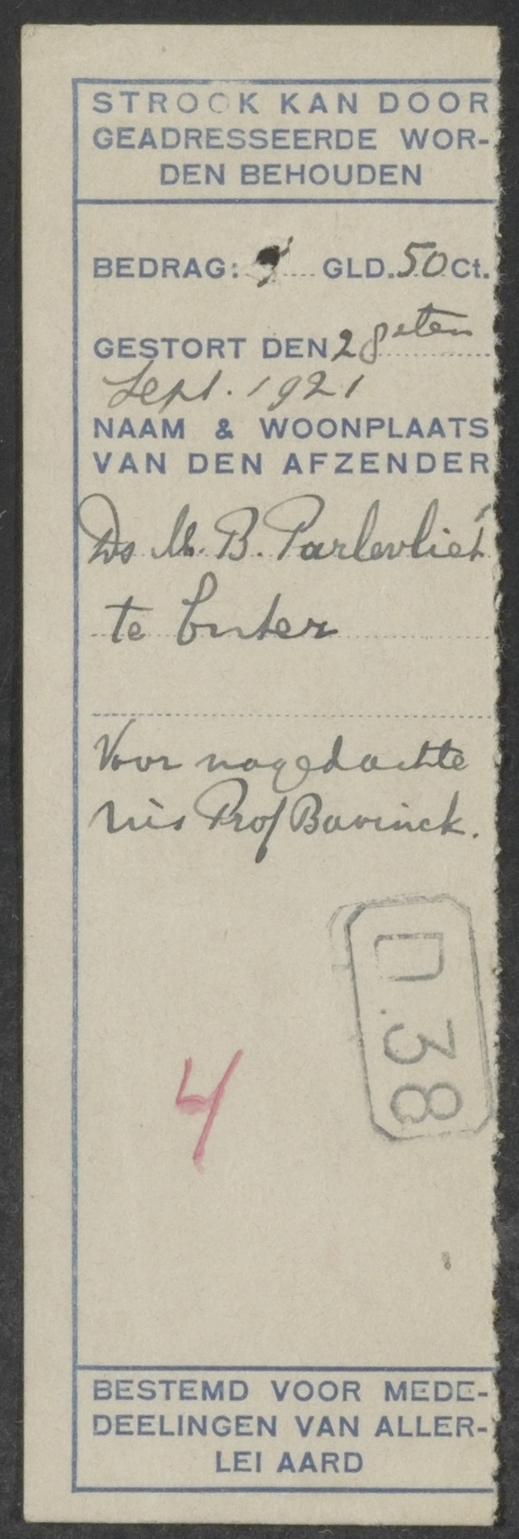 STROOK KAN DOOR
GEADRESSEERDE WOR-
DEN BEHOUDEN
BEDRAG: GLD. 50 Ct.
GESTORT DEN 28sten
Sept. 1921
NAAM & WOONPLAATS
VAN DEN AFZENDER
Ds M. B. Parlevliet
te Enter
Voor nagedachte
nis Prof Bavinck.
D.38
4
BESTEMD VOOR MEDE-
DEELINGEN VAN ALLER-
LEI AARD